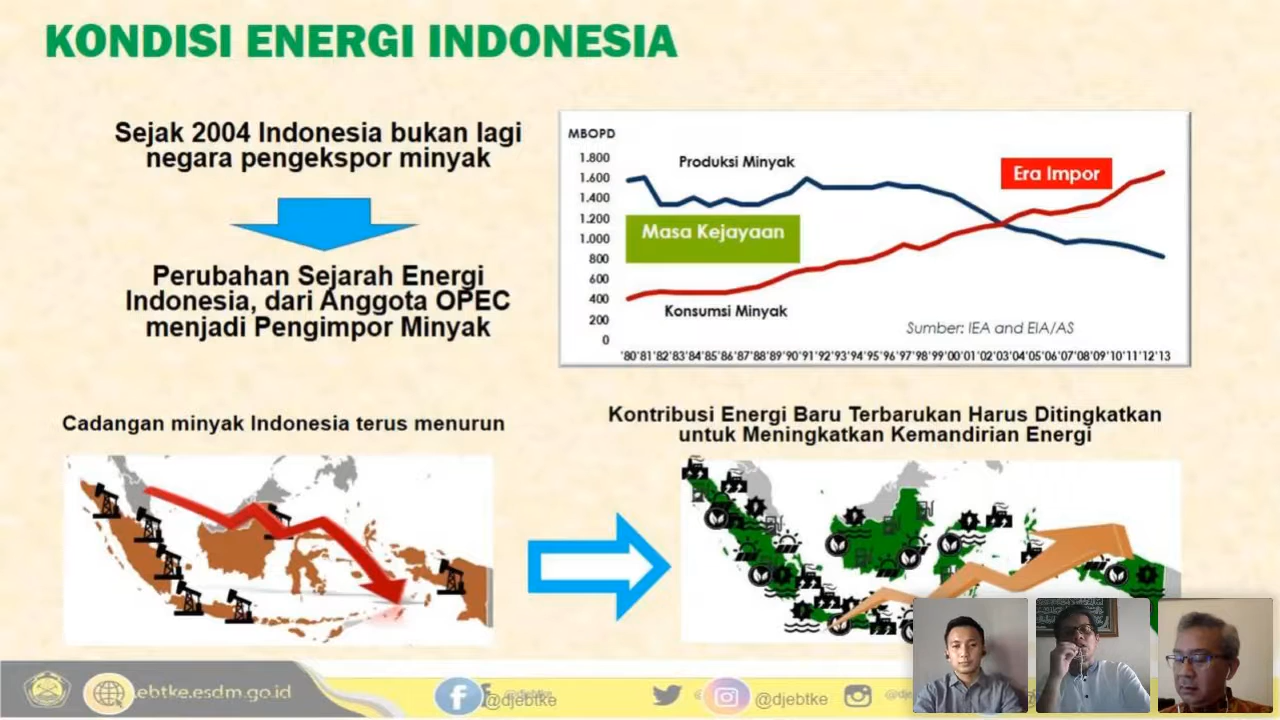 KONDISI ENERGI INDONESIA
Sejak 2004 Indonesia bukan lagi
negara pengekspor minyak
Perubahan Sejarah Energi
Indonesia, dari Anggota OPEC
menjadi Pengimpor Minyak
MBOPD
1.800
1.600
1.400
1.200
1.000
800
600
400
200
0
Produksi Minyak
Era Impor
Masa Kejayaan
Konsumsi Minyak
Sumber: IEA and EIA/AS
'80'81'82'83'84'85'86'87'88'89'90'91'92'93'94'95'96'97'98'99'00'01'02'03'04'05'06'07'08'09'10'11'12'13
Cadangan minyak Indonesia terus menurun
Kontribusi Energi Baru Terbarukan Harus Ditingkatkan
untuk Meningkatkan Kemandirian Energi
ebtke.esdm.go.id
@djebtke
@djebtke